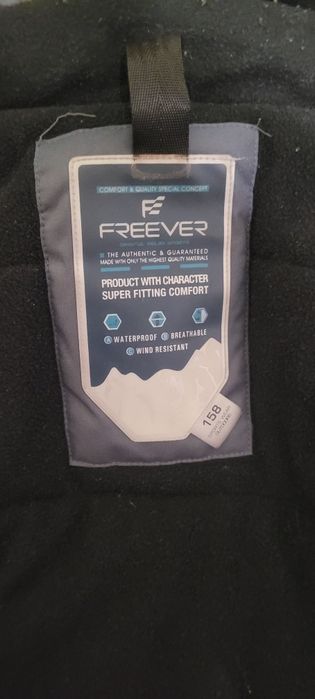 COMFORT & QUALITY SPECIAL CONCEPT
FREEVER
THE AUTHENTIC & GUARANTEED
MADE WITH ONLY THE HIGHEST QUALITY MATERIALS
PRODUCT WITH CHARACTER
SUPER FITTING COMFORT
A WATERPROOF B BREATHABLE
C WIND RESISTANT
158